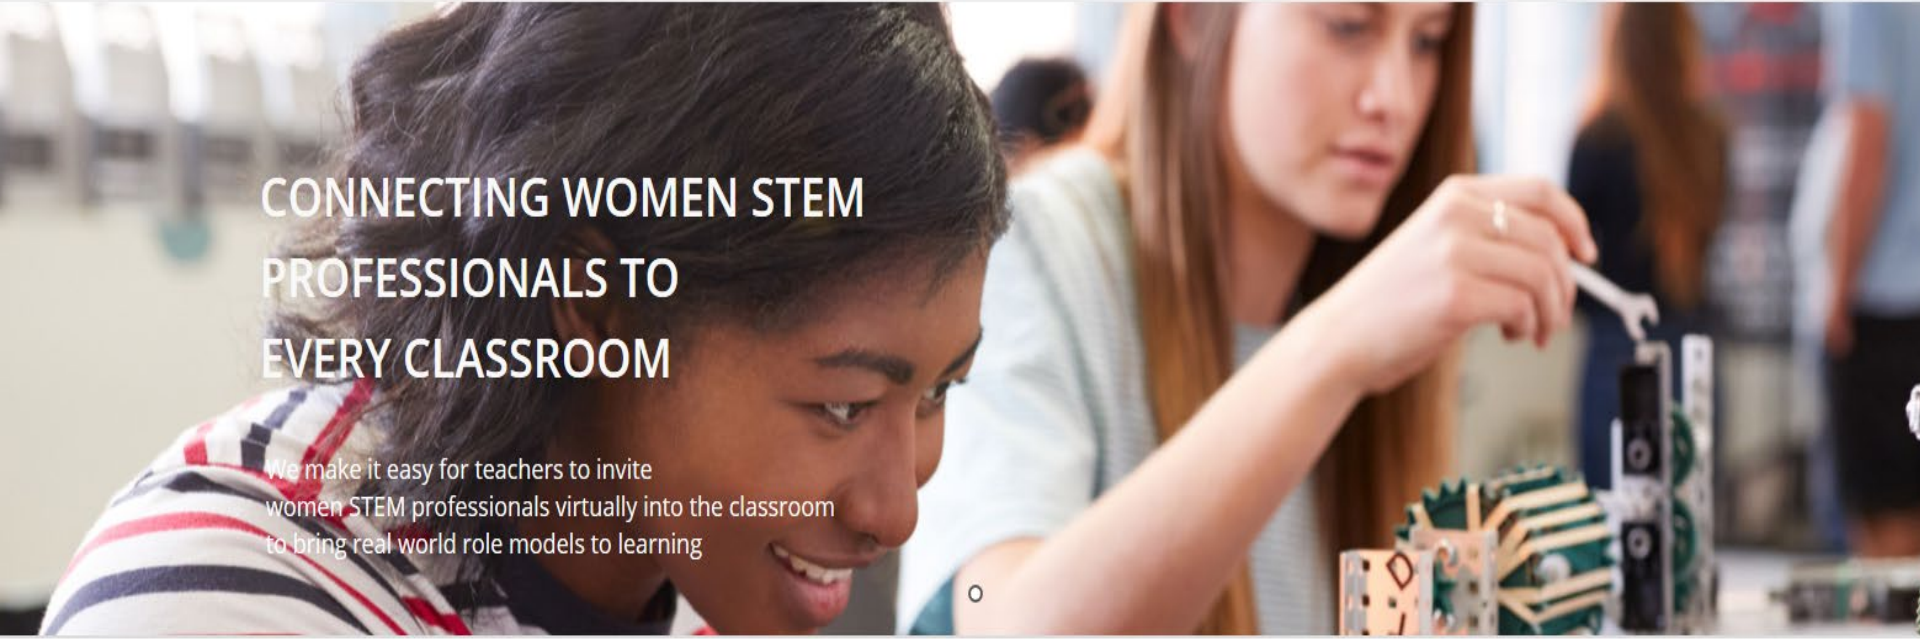 CONNECTING WOMEN STEM
PROFESSIONALS TO
EVERY CLASSROOM
We make it easy for teachers to invite
women STEM professionals virtually into the classroom
to bring real world role models to learning